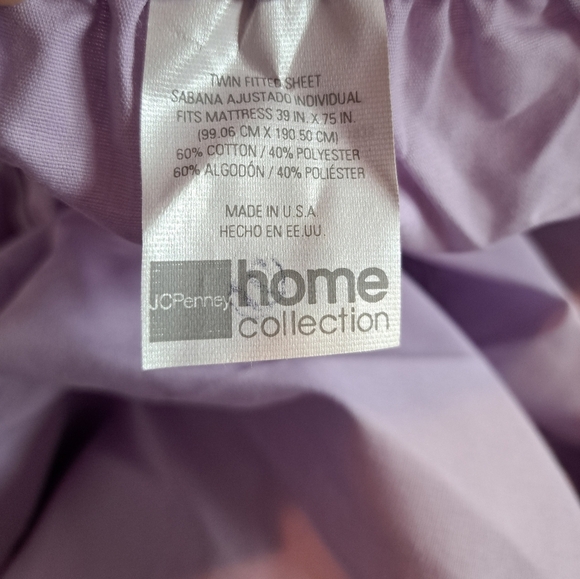 TWIN FITTED SHEET
SABANA AJUSTADO INDIVIDUAL
FITS MATTRESS 39 IN. X 75 IN.
(99.06 CM X 190.50 CM)
60% COTTON / 40% POLYESTER
60% ALGODÓN / 40% POLIÉSTER
MADE IN U.S.A
HECHO EN EE.UU.
JCPenney home
collection